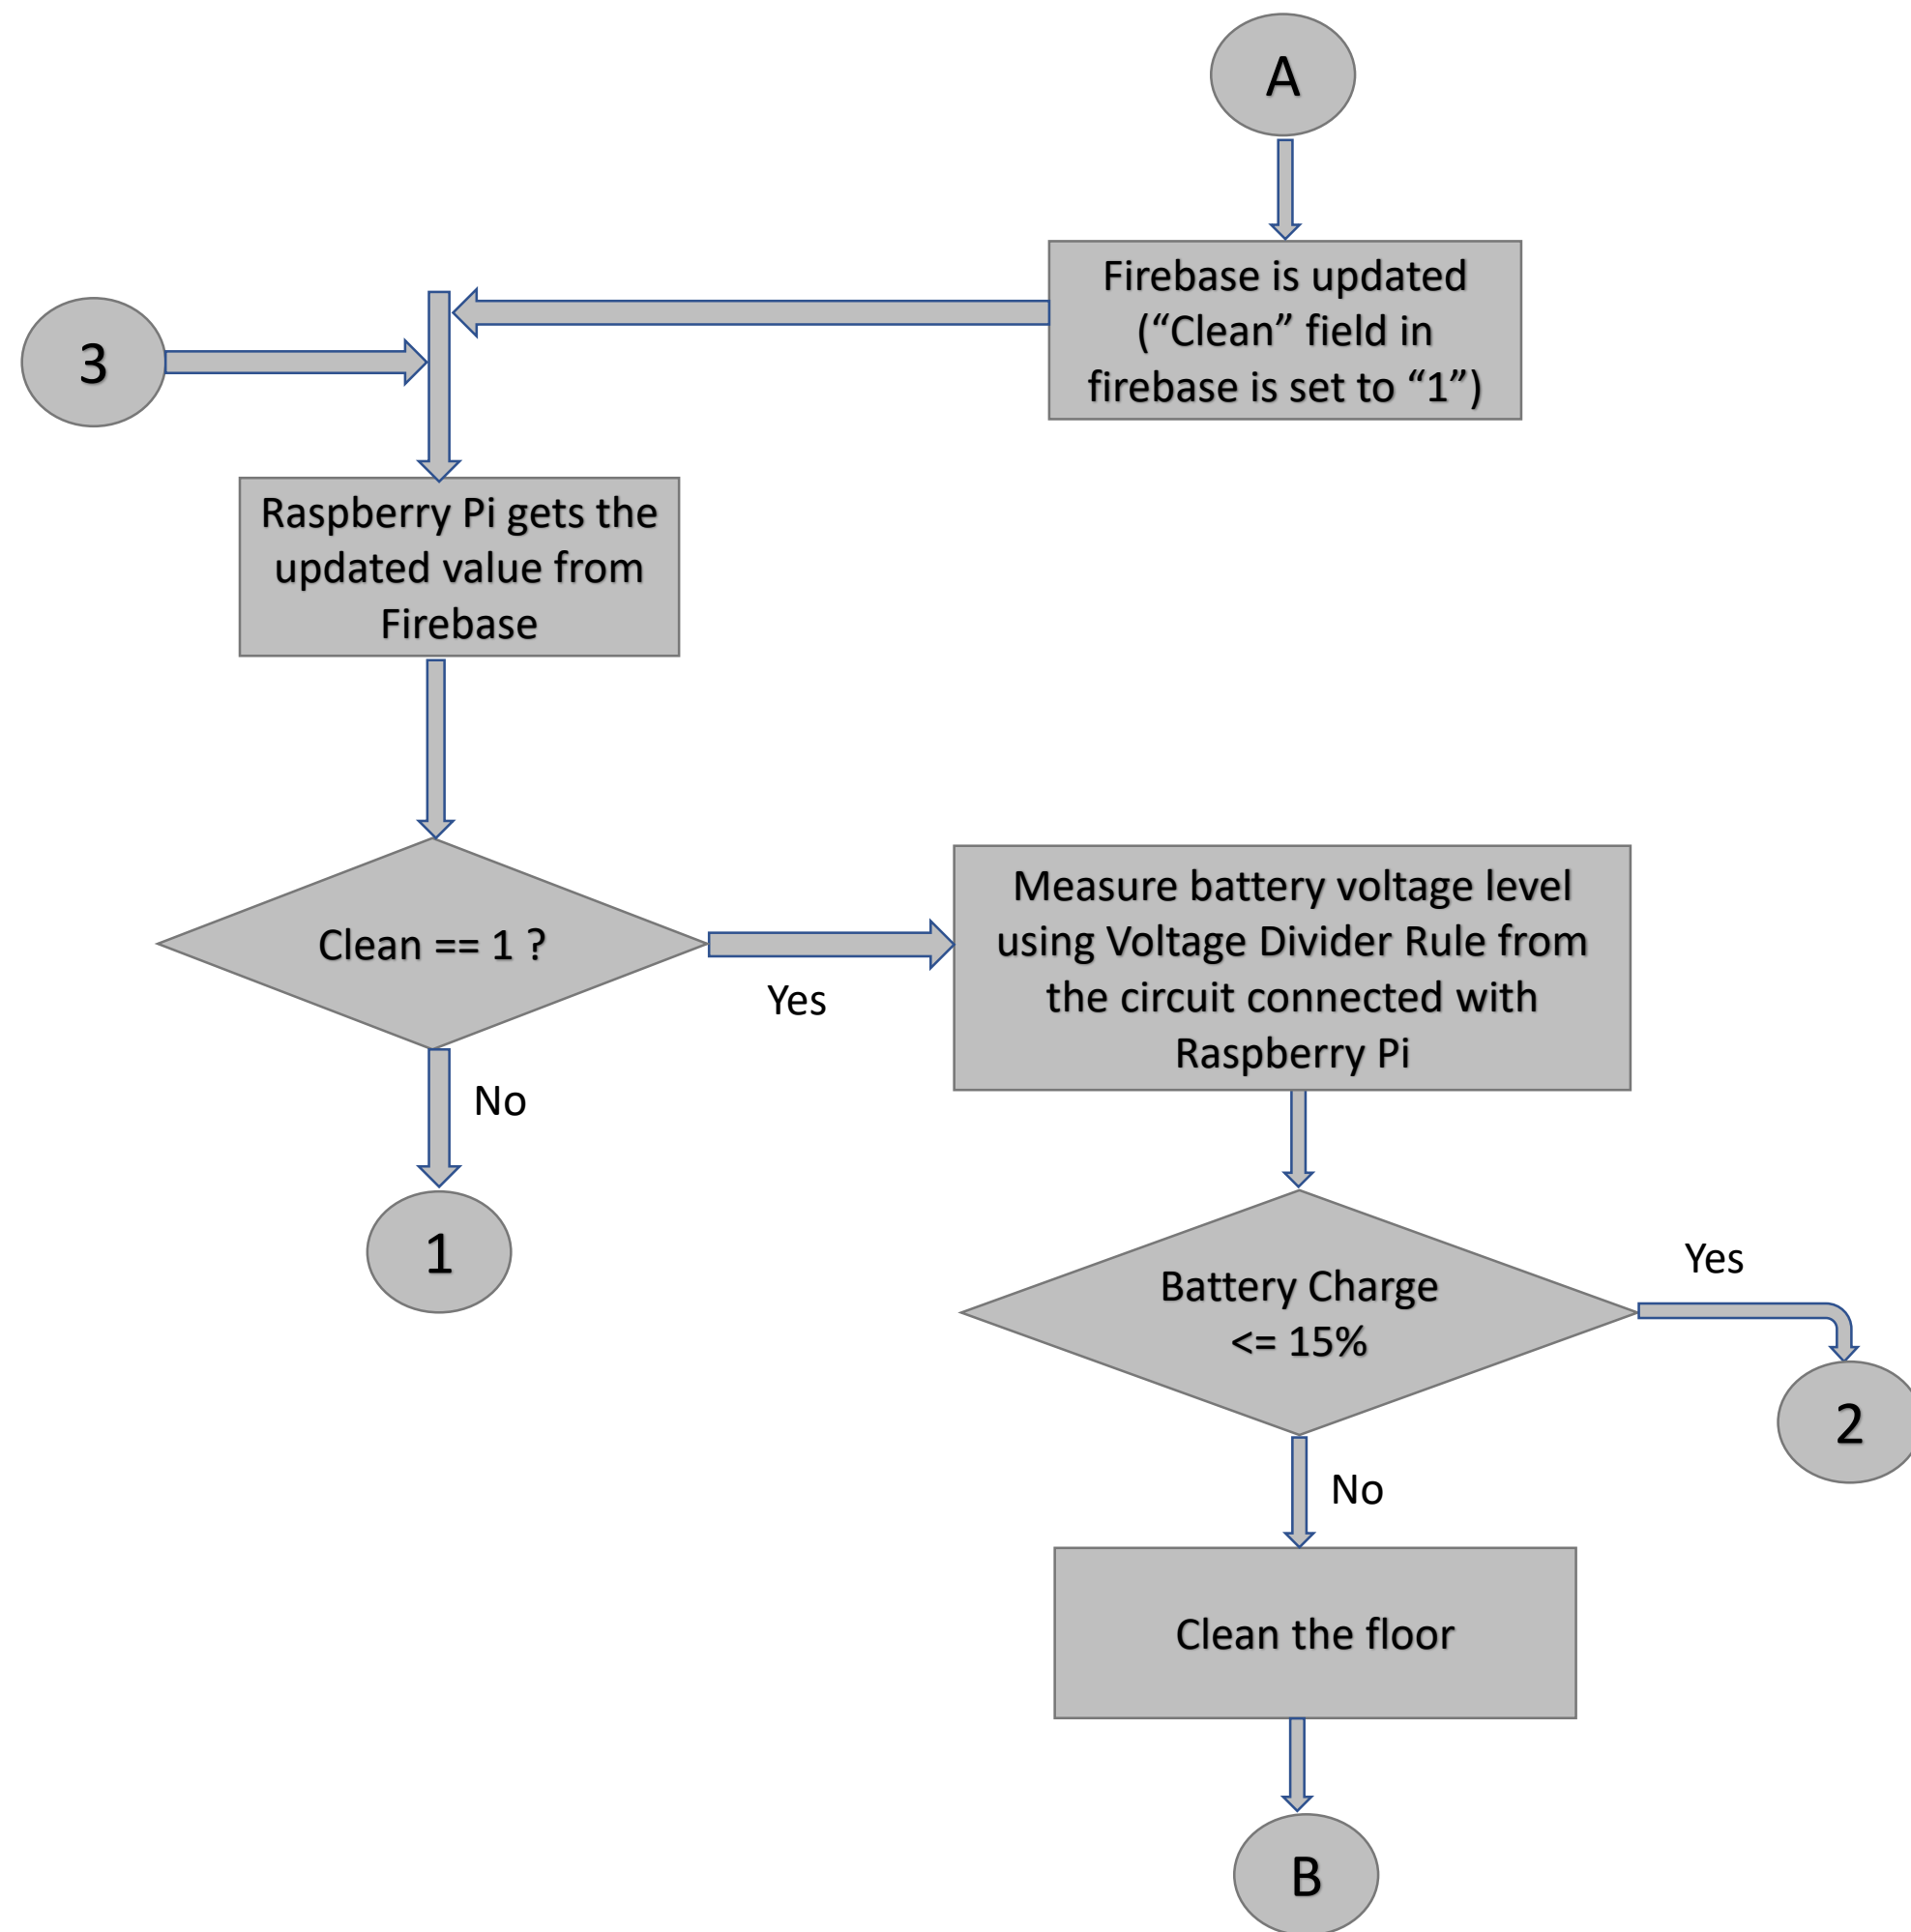 A
Firebase is updated
(“Clean” field in
firebase is set to “1”)
3
Raspberry Pi gets the
updated value from
Firebase
Clean == 1 ?
Yes
No
1
Measure battery voltage level
using Voltage Divider Rule from
the circuit connected with
Raspberry Pi
Battery Charge
<= 15%
Yes
2
No
Clean the floor
B